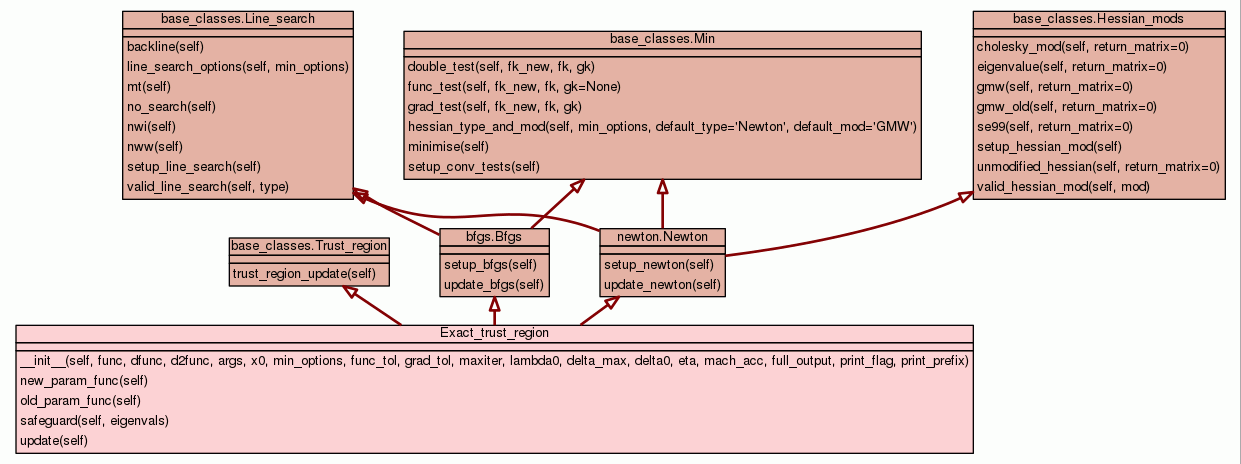 base_classes.Line_search
backline(self)
line_search_options(self, min_options)
mt(self)
no_search(self)
nwi(self)
nww(self)
setup_line_search(self)
valid_line_search(self, type)
base_classes.Min
double_test(self, fk_new, fk, gk)
func_test(self, fk_new, fk, gk=None)
grad_test(self, fk_new, fk, gk)
hessian_type_and_mod(self, min_options, default_type='Newton', default_mod='GMW')
minimise(self)
setup_conv_tests(self)
base_classes.Hessian_mods
cholesky_mod(self, return_matrix=0)
eigenvalue(self, return_matrix=0)
gmw(self, return_matrix=0)
gmw_old(self, return_matrix=0)
se99(self, return_matrix=0)
setup_hessian_mod(self)
unmodified_hessian(self, return_matrix=0)
valid_hessian_mod(self, mod)
base_classes.Trust_region
trust_region_update(self)
bfgs.Bfgs
setup_bfgs(self)
update_bfgs(self)
newton.Newton
setup_newton(self)
update_newton(self)
Exact_trust_region
__init__(self, func, dfunc, d2func, args, x0, min_options, func_tol, grad_tol, maxiter, lambda0, delta_max, delta0, eta, mach_acc, full_output, print_flag, print_prefix)
new_param_func(self)
old_param_func(self)
safeguard(self, eigenvals)
update(self)